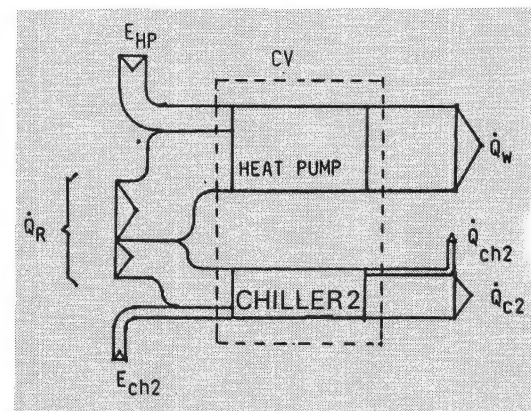 E_HP
CV
HEAT PUMP
Q̇_W
Q̇_R
Q̇_ch2
CHILLER2
Q̇_c2
E_ch2